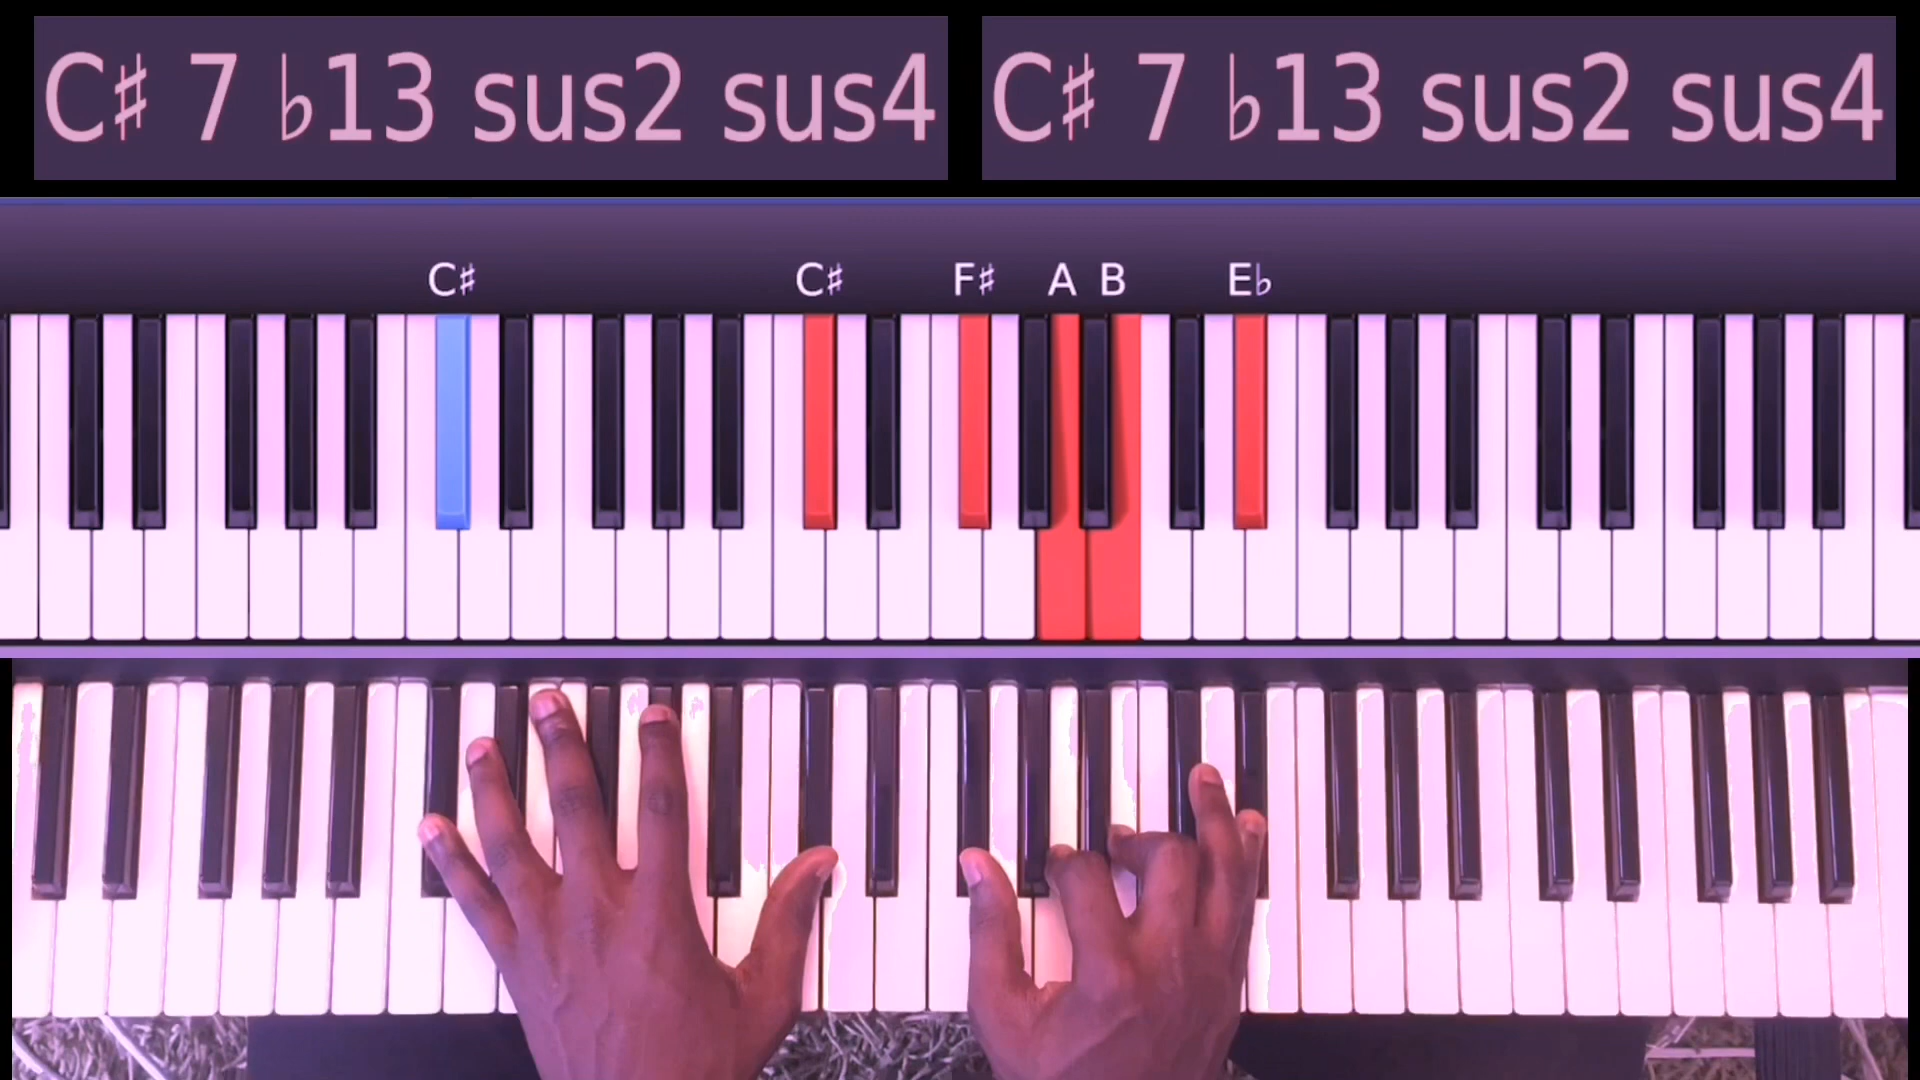 C♯ 7 ♭13 sus2 sus4 C♯ 7 ♭13 sus2 sus4
C♯ C♯ F♯ A B E♭